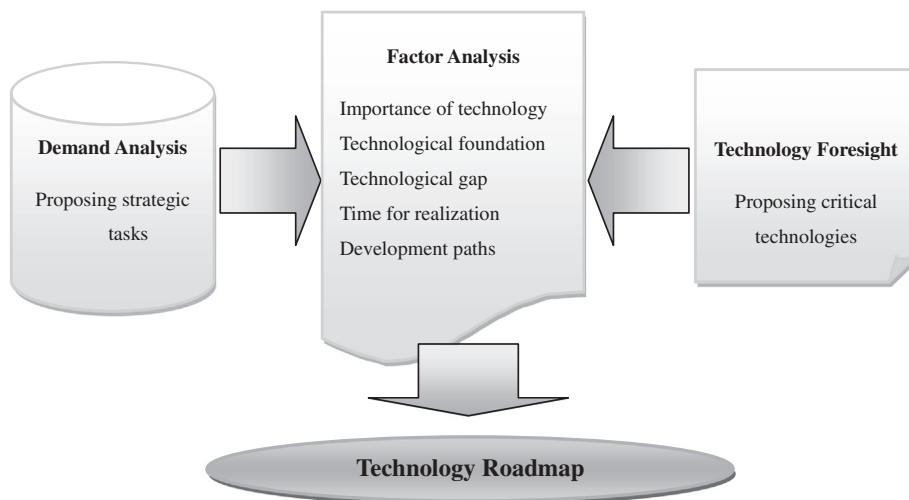 Demand Analysis
Proposing strategic
tasks
Factor Analysis
Importance of technology
Technological foundation
Technological gap
Time for realization
Development paths
Technology Foresight
Proposing critical
technologies
Technology Roadmap